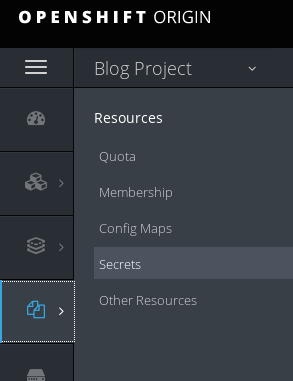 OPENSHIFT ORIGIN
Blog Project
Resources
Quota
Membership
Config Maps
Secrets
Other Resources